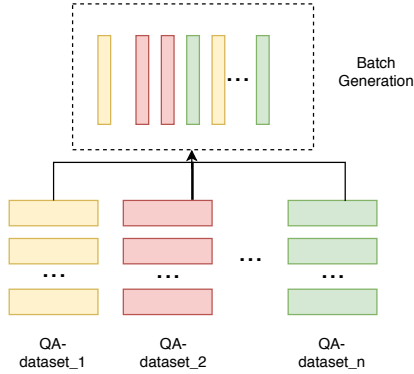 Batch
Generation
...
...
...
...
...
QA-
dataset_1
QA-
dataset_2
QA-
dataset_n